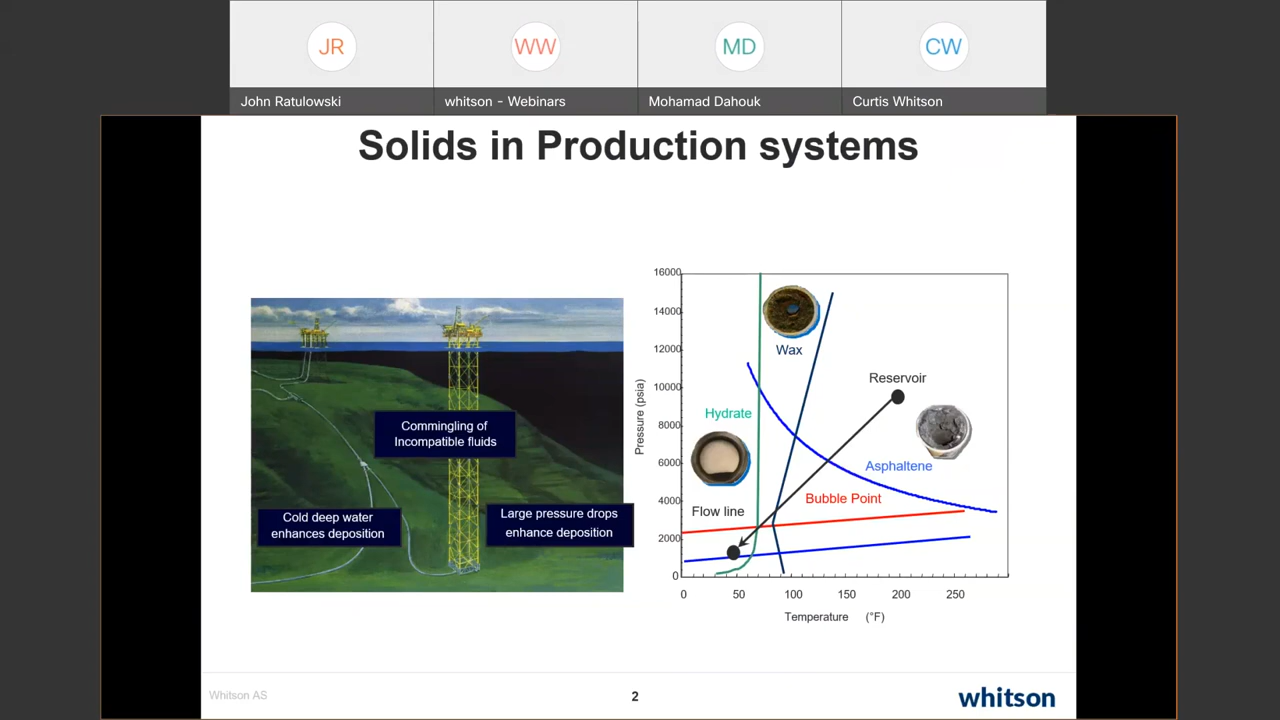 JR
WW
MD
CW
John Ratulowski
whitson - Webinars
Mohamad Dahouk
Curtis Whitson
Solids in Production systems
Commingling of
Incompatible fluids
Cold deep water
enhances deposition
Large pressure drops
enhance deposition
16000
14000
12000
10000
8000
6000
4000
2000
0
Pressure (psia)
Wax
Reservoir
Hydrate
Asphaltene
Bubble Point
Flow line
0
50
100
150
200
250
Temperature (°F)
Whitson AS
2
whitson